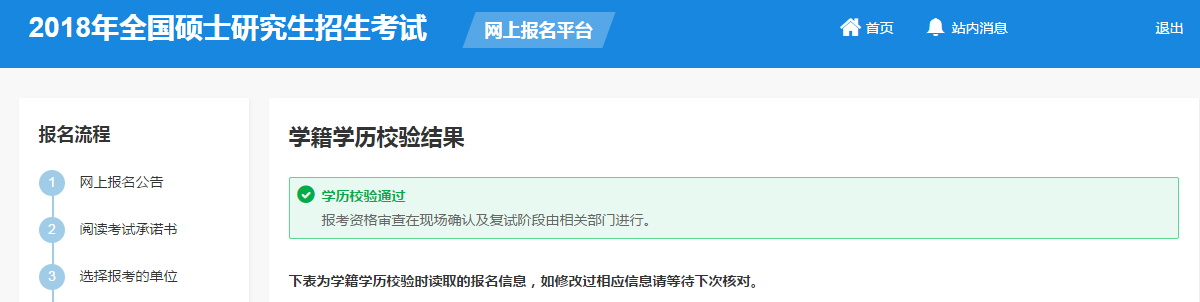 2018年全国硕士研究生招生考试 网上报名平台 首页 站内消息 退出
报名流程
1 网上报名公告
2 阅读考试承诺书
3 选择报考的单位
学籍学历校验结果
学历校验通过
报考资格审查在现场确认及复试阶段由相关部门进行。
下表为学籍学历校验时读取的报名信息，如修改过相应信息请等待下次核对。